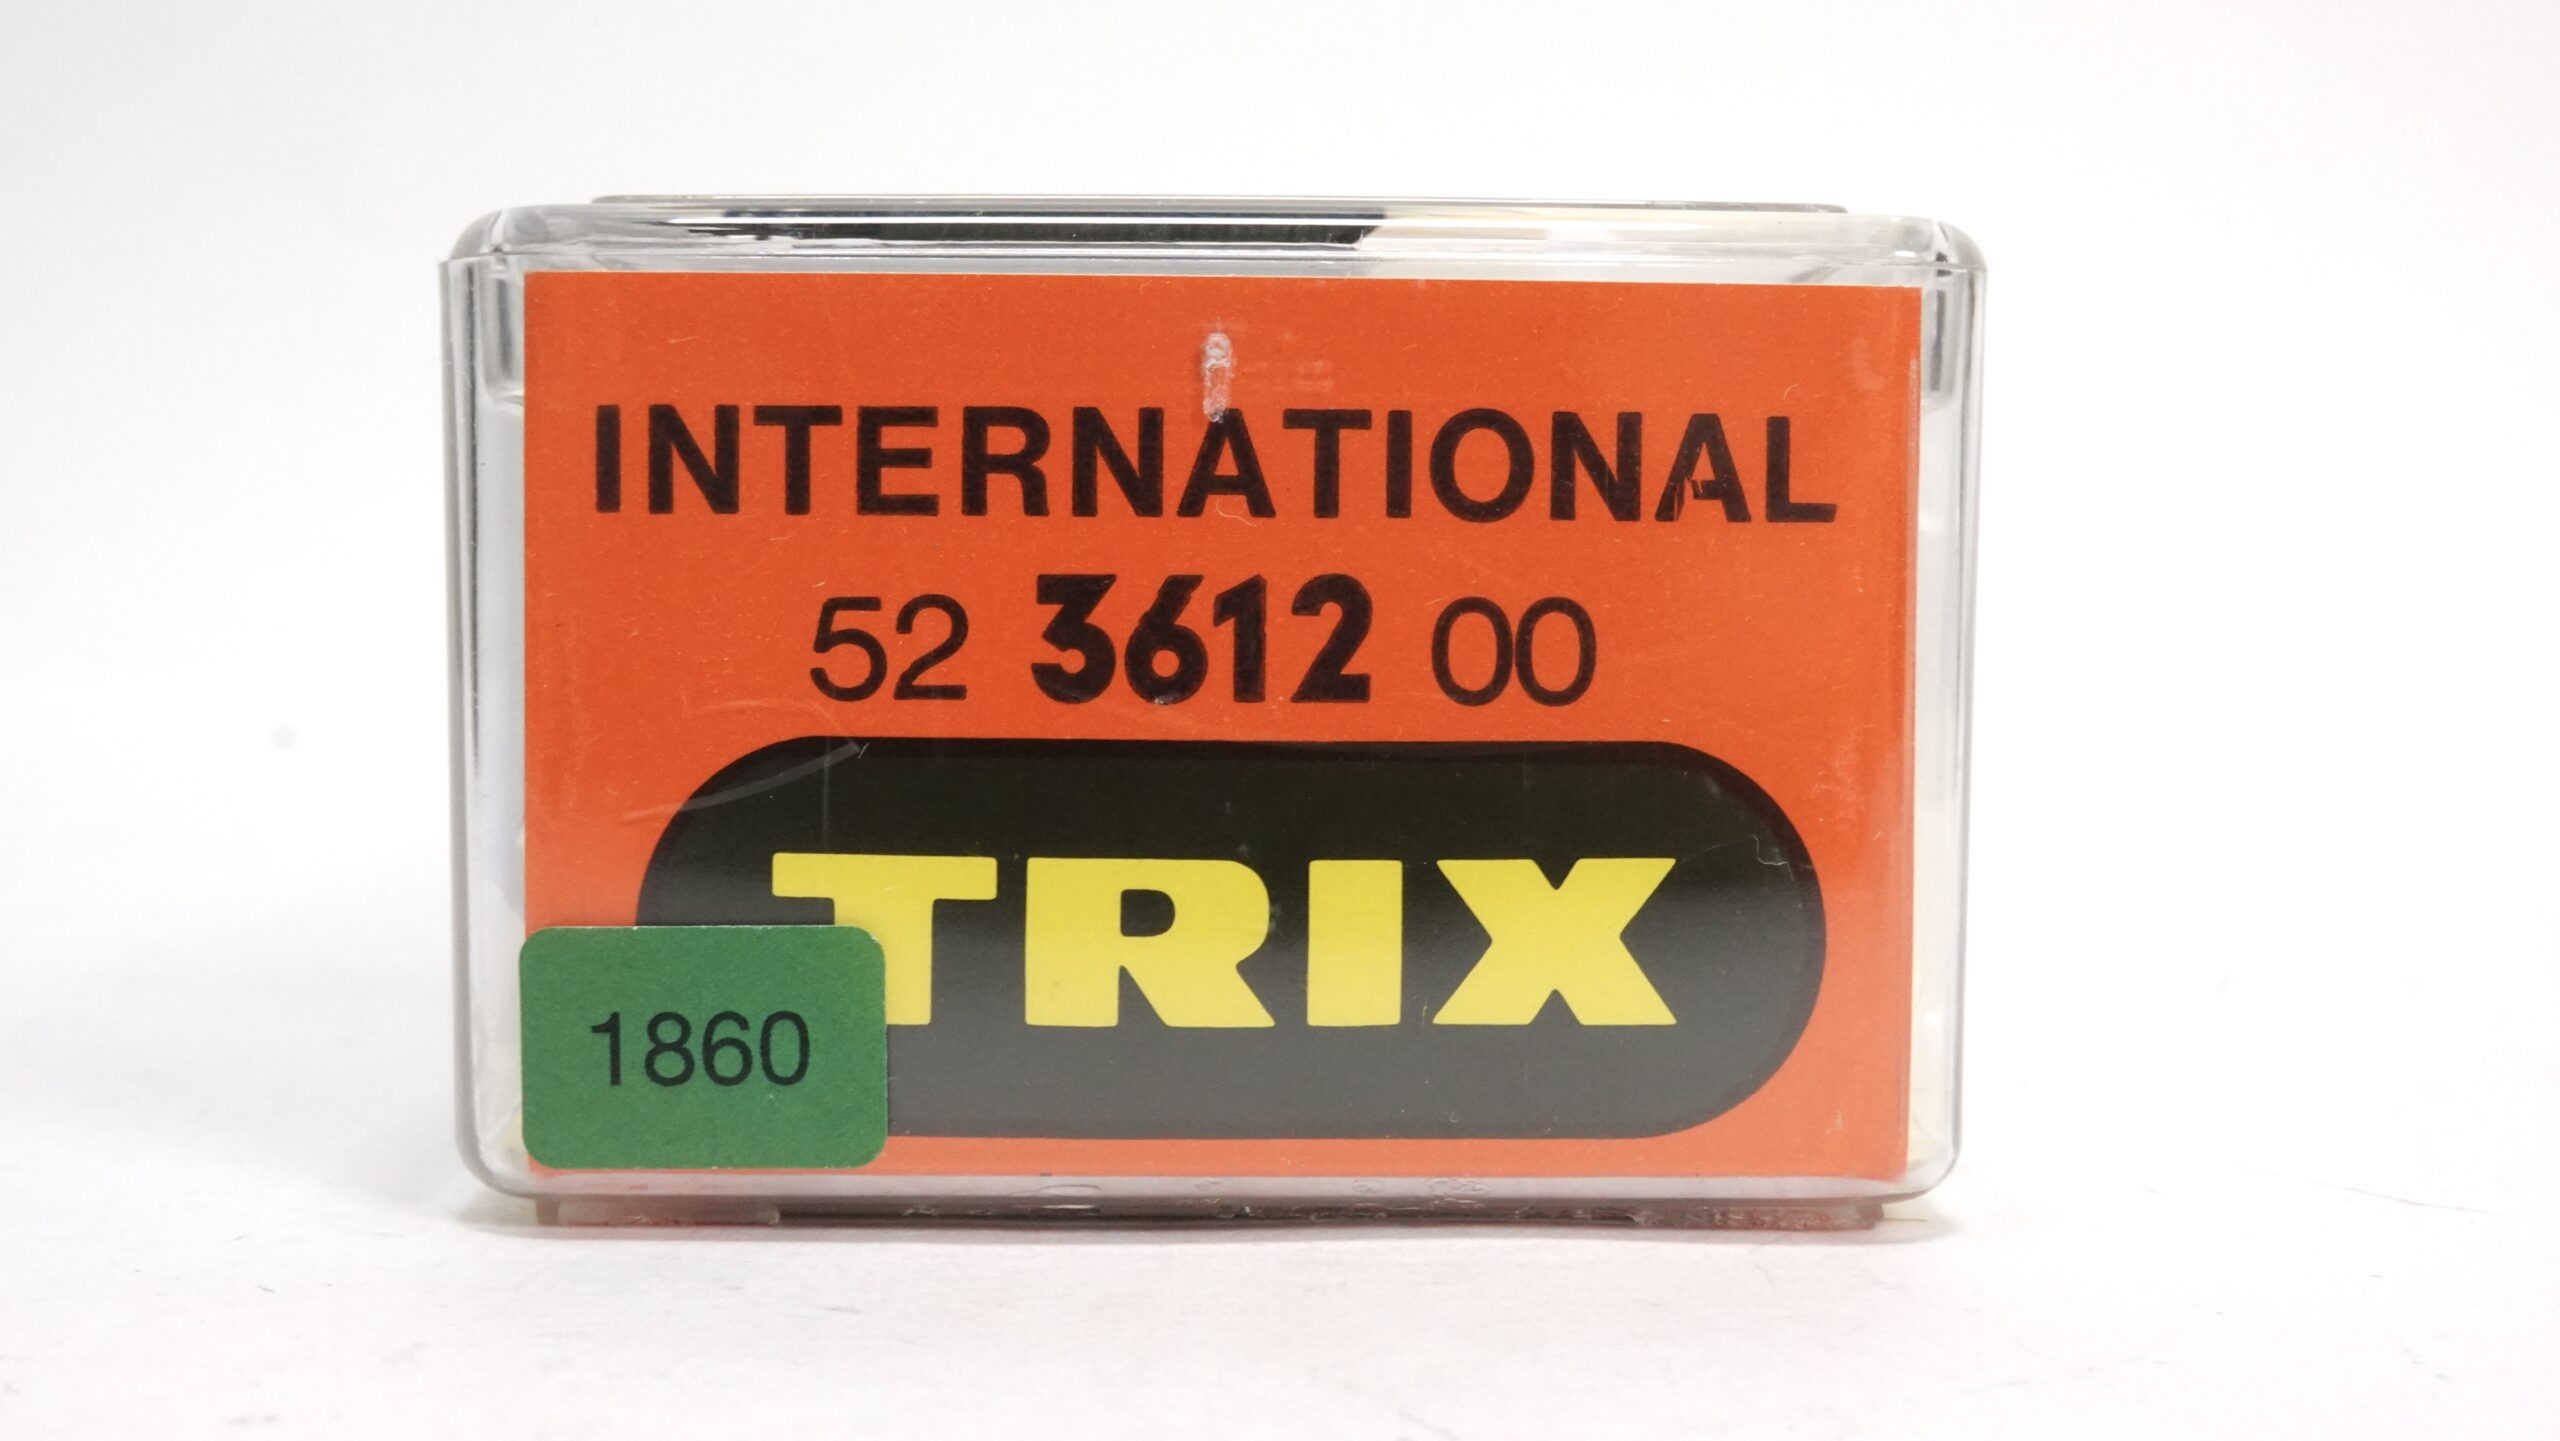 INTERNATIONAL
52 3612 00
TRIX
1860